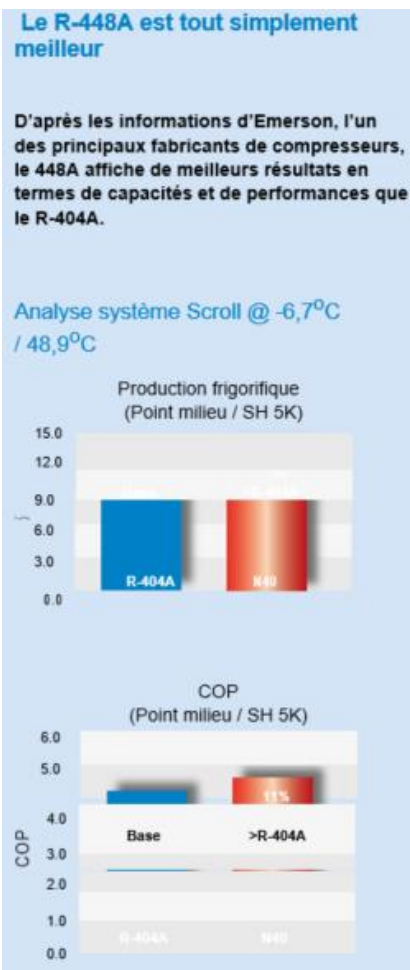 Le R-448A est tout simplement
meilleur
D'après les informations d'Emerson, l'un
des principaux fabricants de compresseurs,
le 448A affiche de meilleurs résultats en
termes de capacités et de performances que
le R-404A.
Analyse système Scroll @ -6,7°C
/ 48,9°C
Production frigorifique
(Point milieu / SH 5K)
15.0
12.0
9.0
6.0
3.0
0.0
R-404A N40
COP
(Point milieu / SH 5K)
6.0
5.0
11%
4.0
Base >R-404A
COP
3.0
2.0
1.0
R-404A N40
0.0